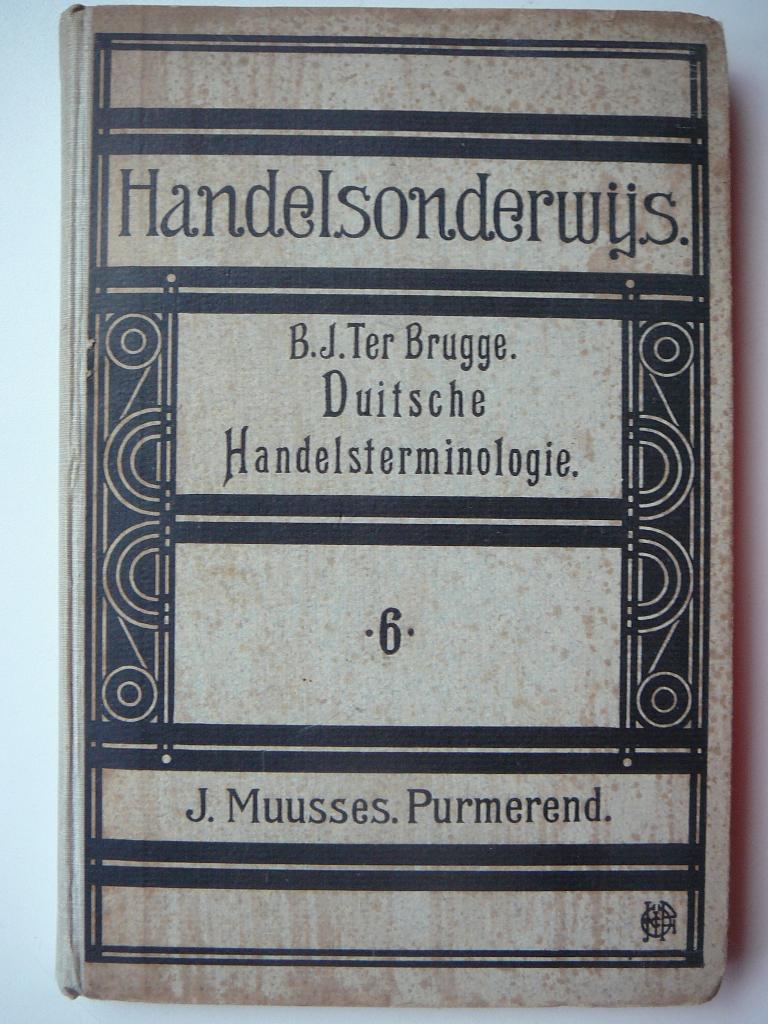 Handelsonderwijs.
B.J. Ter Brugge.
Duitsche
Handelsterminologie.
·6·
J. Muusses. Purmerend.